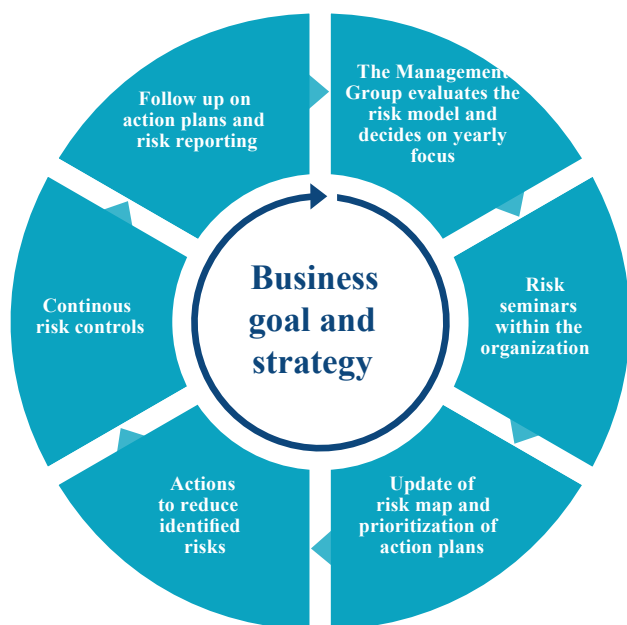 The Management
Group evaluates the
risk model and
decides on yearly
focus
Risk
seminars
within the
organization
Update of
risk map and
prioritization of
action plans
Actions
to reduce
identified
risks
Continous
risk controls
Follow up on
action plans and
risk reporting
Business
goal and
strategy